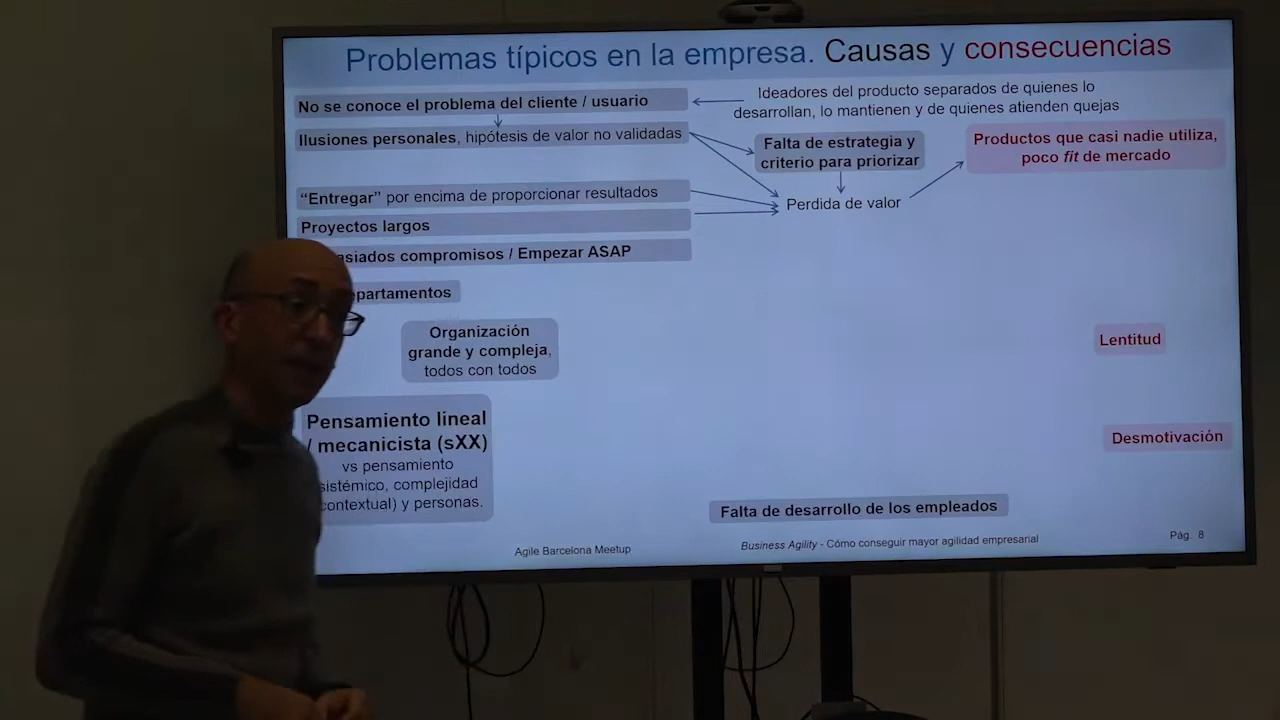 Problemas típicos en la empresa. Causas y consecuencias
No se conoce el problema del cliente / usuario
Ideadores del producto separados de quienes lo
desarrollan, lo mantienen y de quienes atienden quejas
Ilusiones personales, hipótesis de valor no validadas
Falta de estrategia y
criterio para priorizar
Productos que casi nadie utiliza,
poco fit de mercado
“Entregar” por encima de proporcionar resultados
Perdida de valor
Proyectos largos
compromisos / Empezar ASAP
Organización
grande y compleja,
todos con todos
Lentitud
Pensamiento lineal
/ mecanicista (sXX)
vs pensamiento
sistémico, complejidad
contextual) y personas.
Desmotivación
Falta de desarrollo de los empleados
Agile Barcelona Meetup
Business Agility - Cómo conseguir mayor agilidad empresarial
Pág. 8